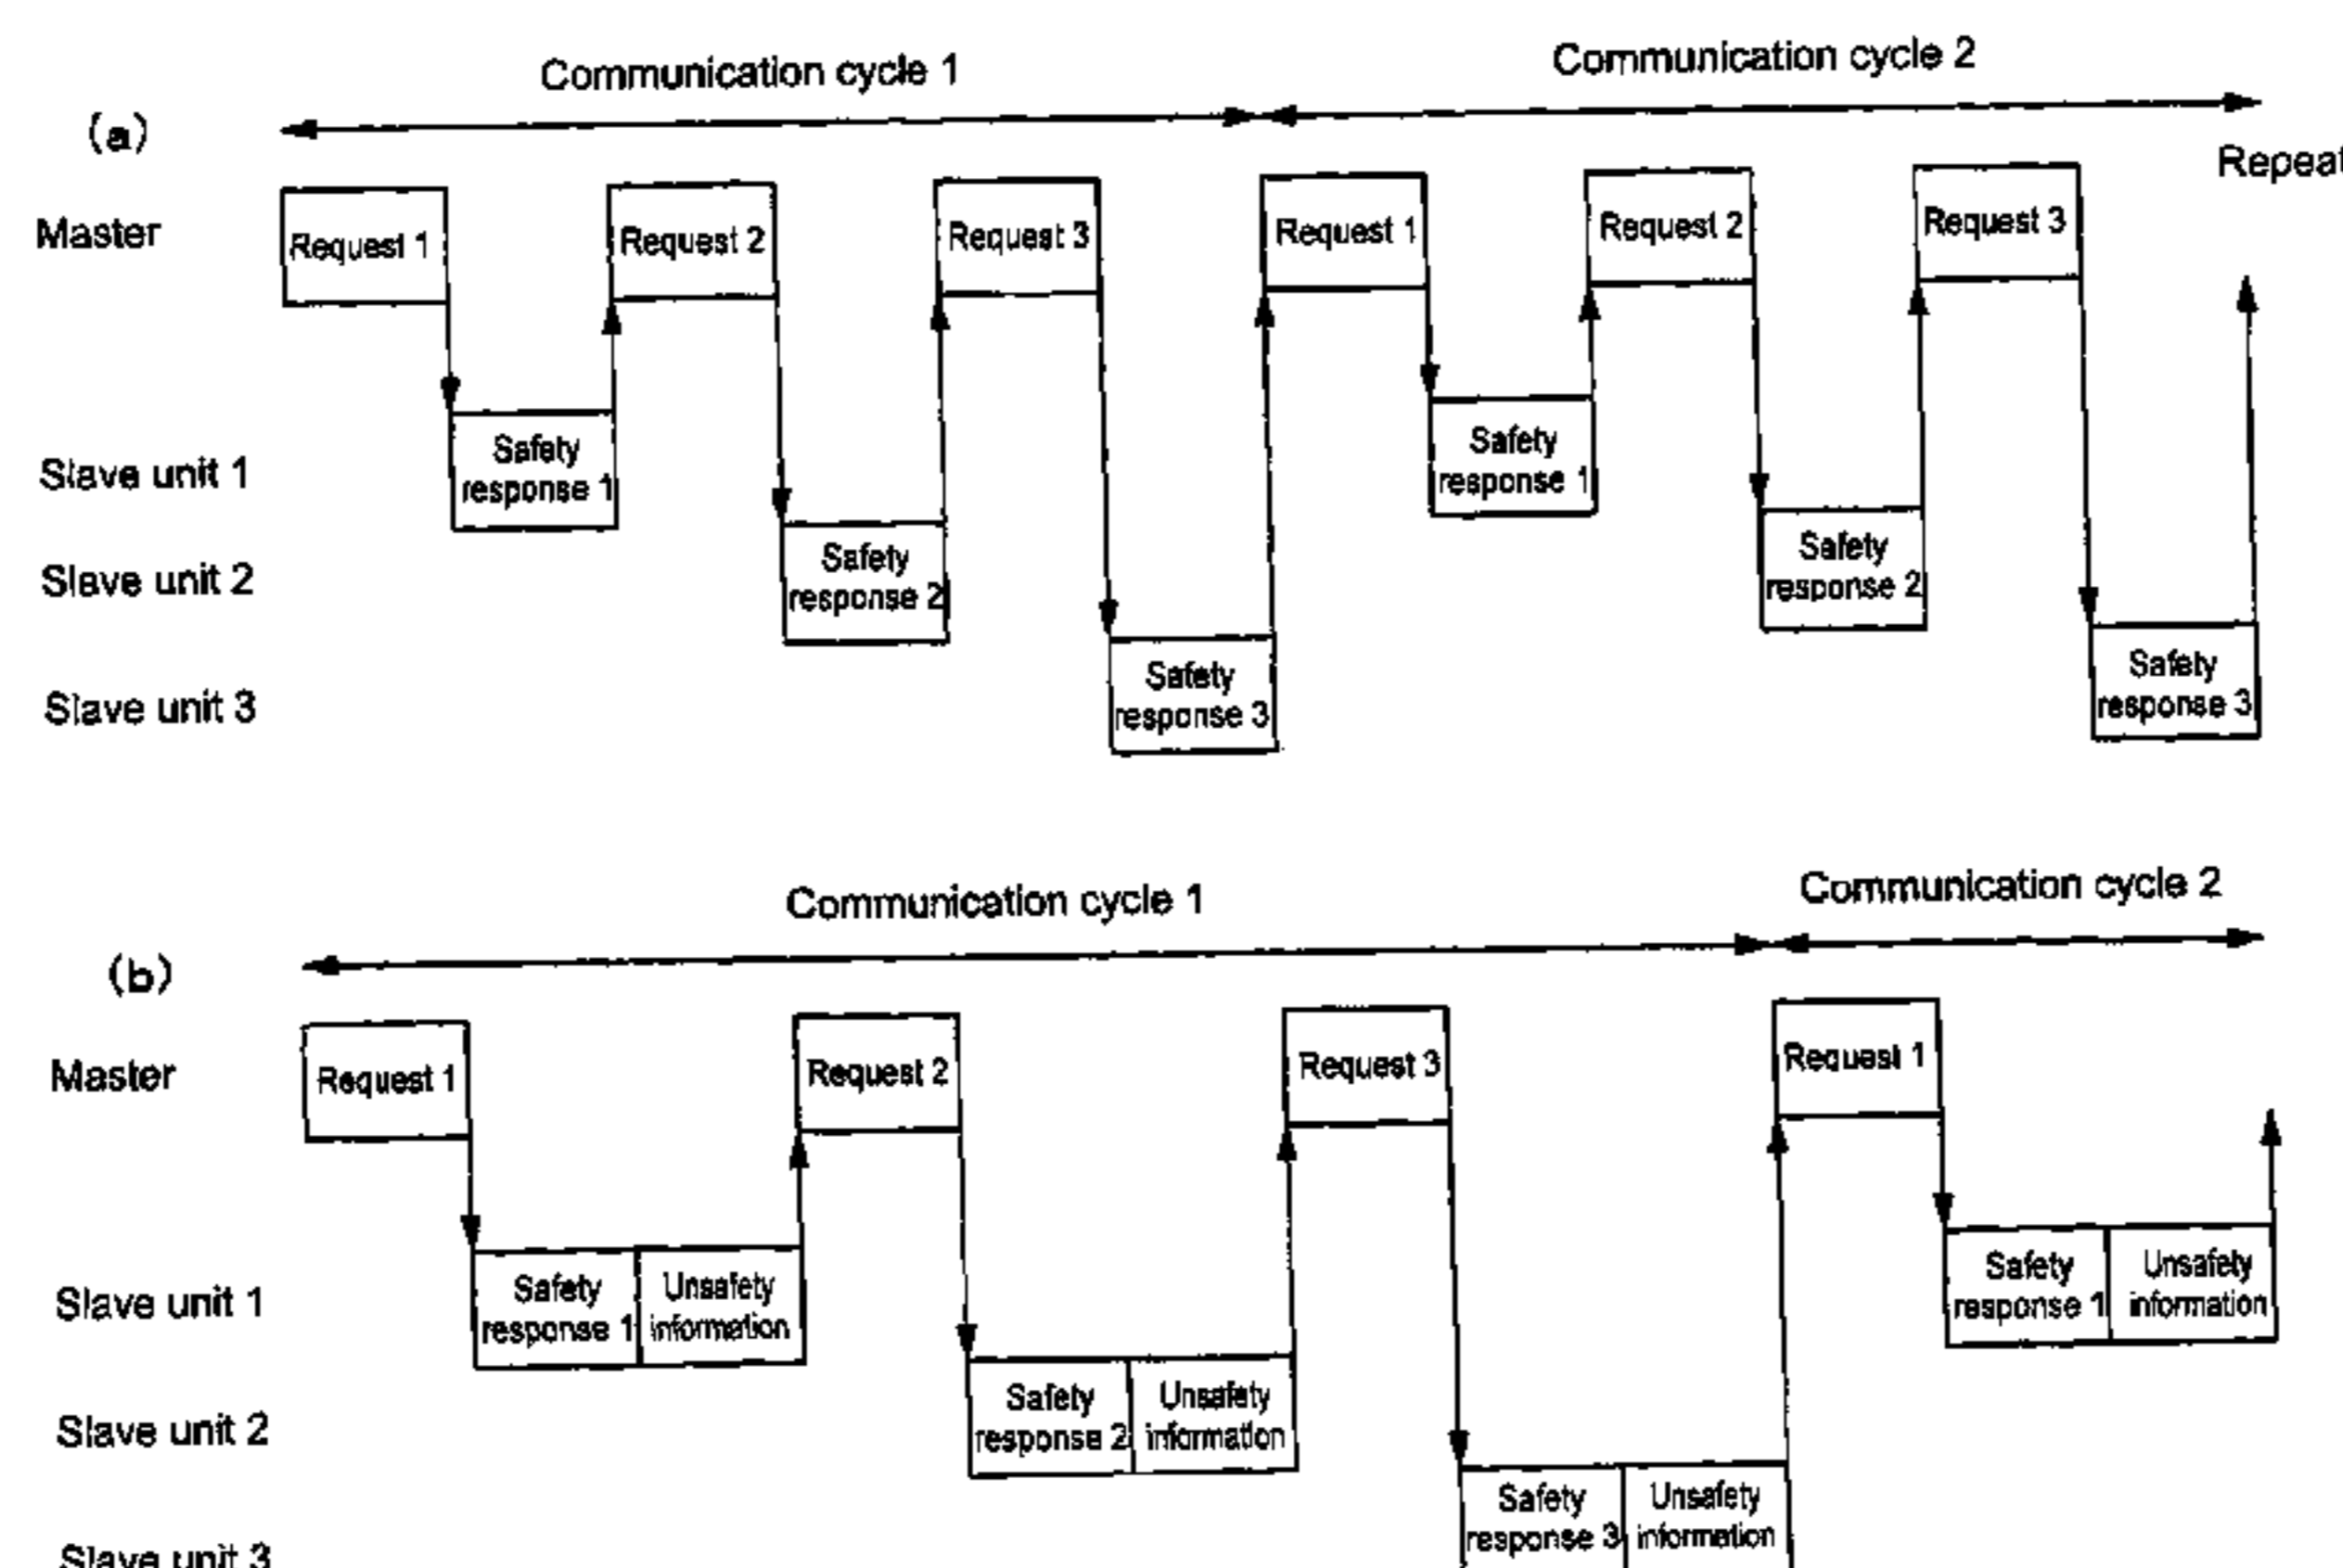 Communication cycle 1
Communication cycle 2
(a)
Repeat
Master
Request 1
Request 2
Request 3
Request 1
Request 2
Request 3
Slave unit 1
Safety
response 1
Safety
response 1
Slave unit 2
Safety
response 2
Safety
response 2
Slave unit 3
Safety
response 3
Safety
response 3
Communication cycle 1
Communication cycle 2
(b)
Master
Request 1
Request 2
Request 3
Request 1
Slave unit 1
Safety
response 1
Unsafety
information
Safety
response 1
Unsafety
information
Slave unit 2
Safety
response 2
Unsafety
information
Slave unit 3
Safety
response 3
Unsafety
information